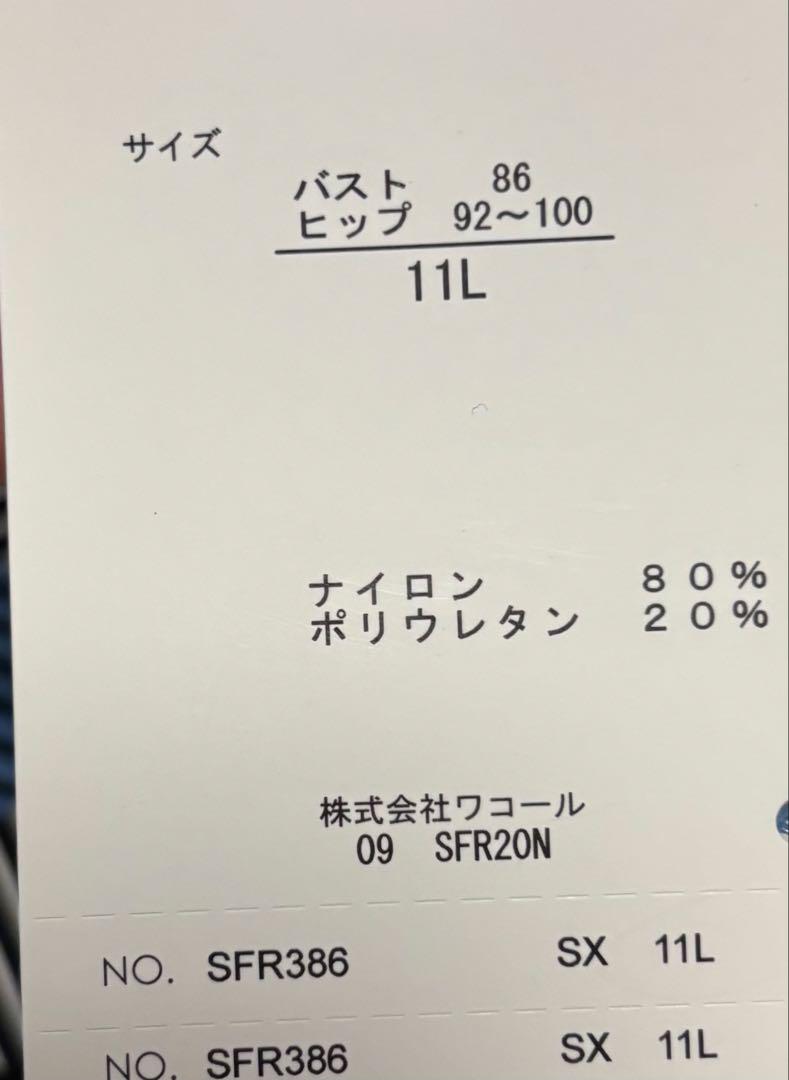 サイズ
バスト 86
ヒップ 92～100
11L
ナイロン 80%
ポリウレタン 20%
株式会社ワコール
09 SFR20N
NO. SFR386 SX 11L
NO. SFR386 SX 11L